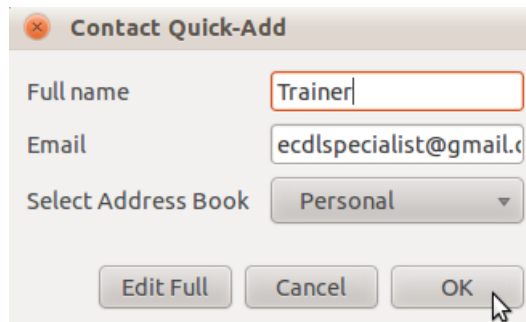 Contact Quick-Add
Full name Trainer
Email ecdlspecialist@gmail.c
Select Address Book Personal
Edit Full Cancel OK